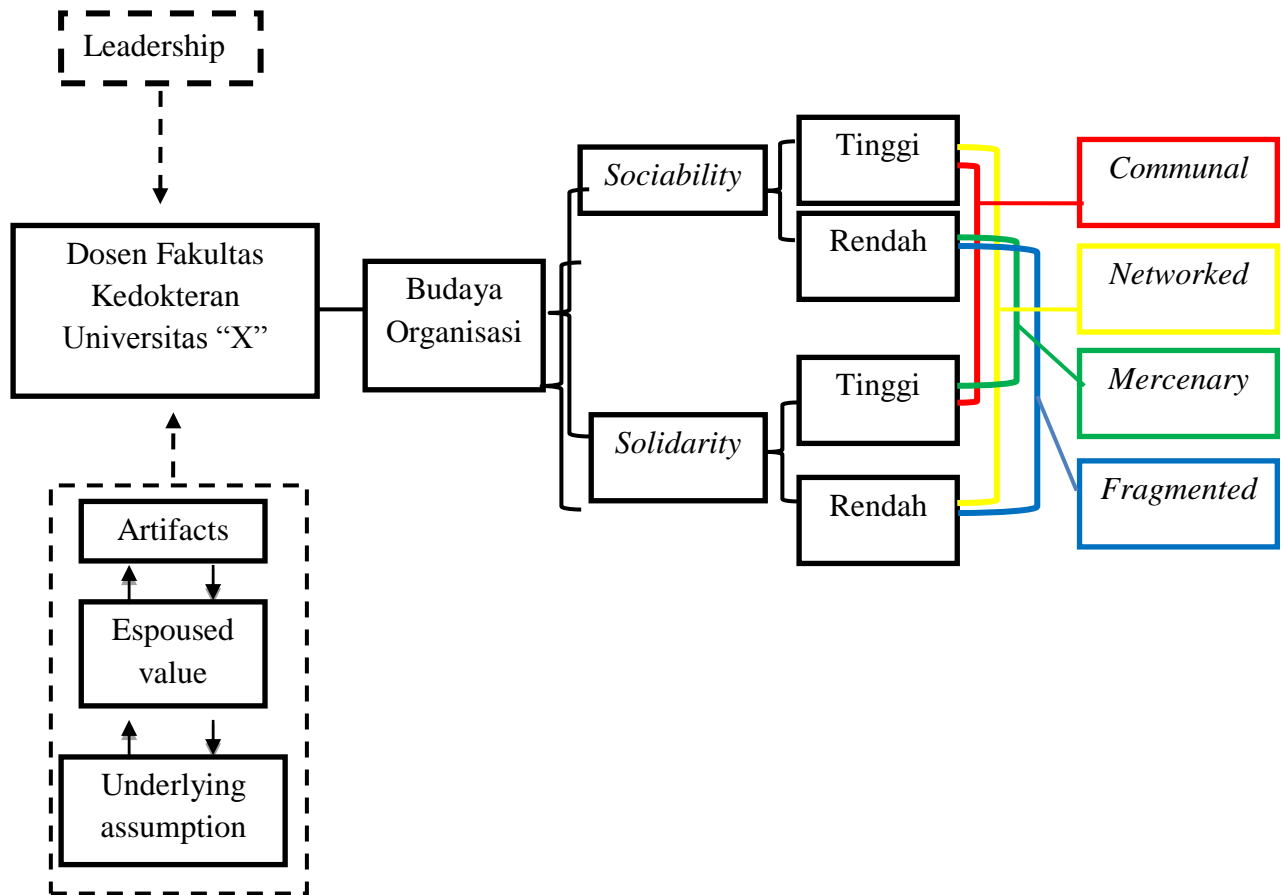 Leadership
Dosen Fakultas
Kedokteran
Universitas “X”
Artifacts
Espoused
value
Underlying
assumption
Budaya
Organisasi
Sociability
Solidarity
Tinggi
Rendah
Tinggi
Rendah
Communal
Networked
Mercenary
Fragmented